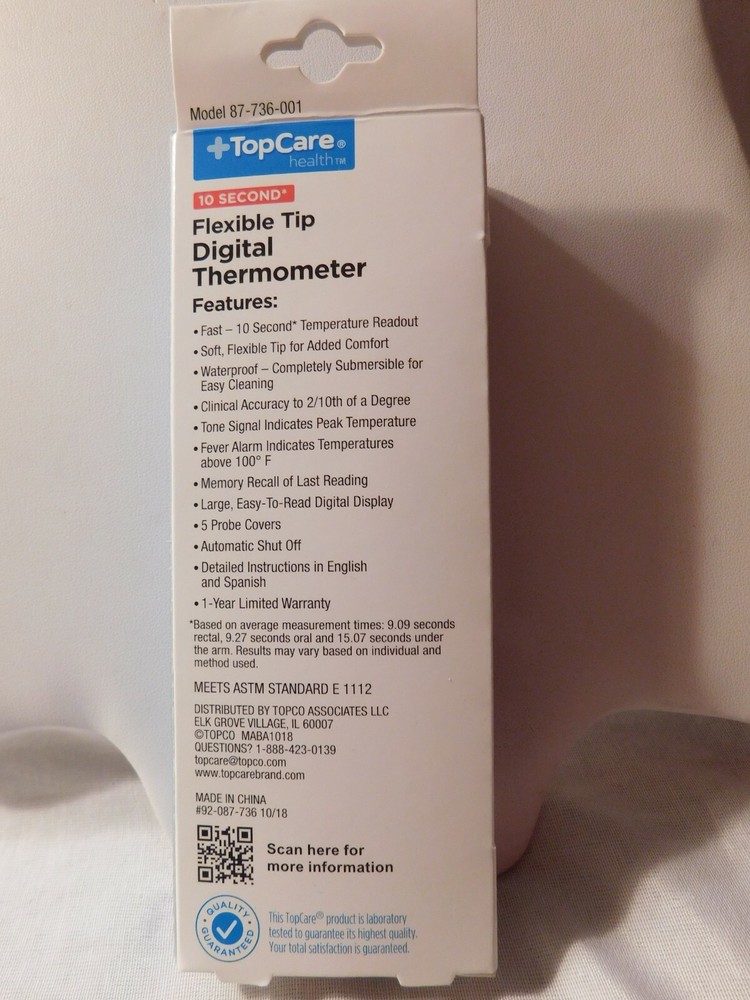 Model 87-736-001
+TopCare®
health™
10 SECOND*
Flexible Tip
Digital
Thermometer
Features:
• Fast – 10 Second* Temperature Readout
• Soft, Flexible Tip for Added Comfort
• Waterproof – Completely Submersible for
Easy Cleaning
• Clinical Accuracy to 2/10th of a Degree
• Tone Signal Indicates Peak Temperature
• Fever Alarm Indicates Temperatures
above 100° F
• Memory Recall of Last Reading
• Large, Easy-To-Read Digital Display
• 5 Probe Covers
• Automatic Shut Off
• Detailed Instructions in English
and Spanish
• 1-Year Limited Warranty
*Based on average measurement times: 9.09 seconds
rectal, 9.27 seconds oral and 15.07 seconds under
the arm. Results may vary based on individual and
method used.
MEETS ASTM STANDARD E 1112
DISTRIBUTED BY TOPCO ASSOCIATES LLC
ELK GROVE VILLAGE, IL 60007
©TOPCO MABA1018
QUESTIONS? 1-888-423-0139
topcare@topco.com
www.topcarebrand.com
MADE IN CHINA
#92-087-736 10/18
Scan here for
more information
• QUALITY •
GUARANTEED
This TopCare® product is laboratory
tested to guarantee its highest quality.
Your total satisfaction is guaranteed.